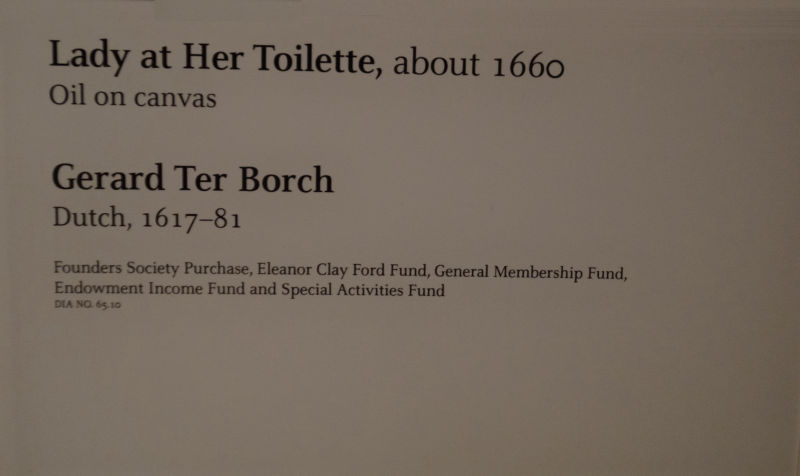 Lady at Her Toilette, about 1660
Oil on canvas
Gerard Ter Borch
Dutch, 1617–81
Founders Society Purchase, Eleanor Clay Ford Fund, General Membership Fund,
Endowment Income Fund and Special Activities Fund
DIA NO. 65.10